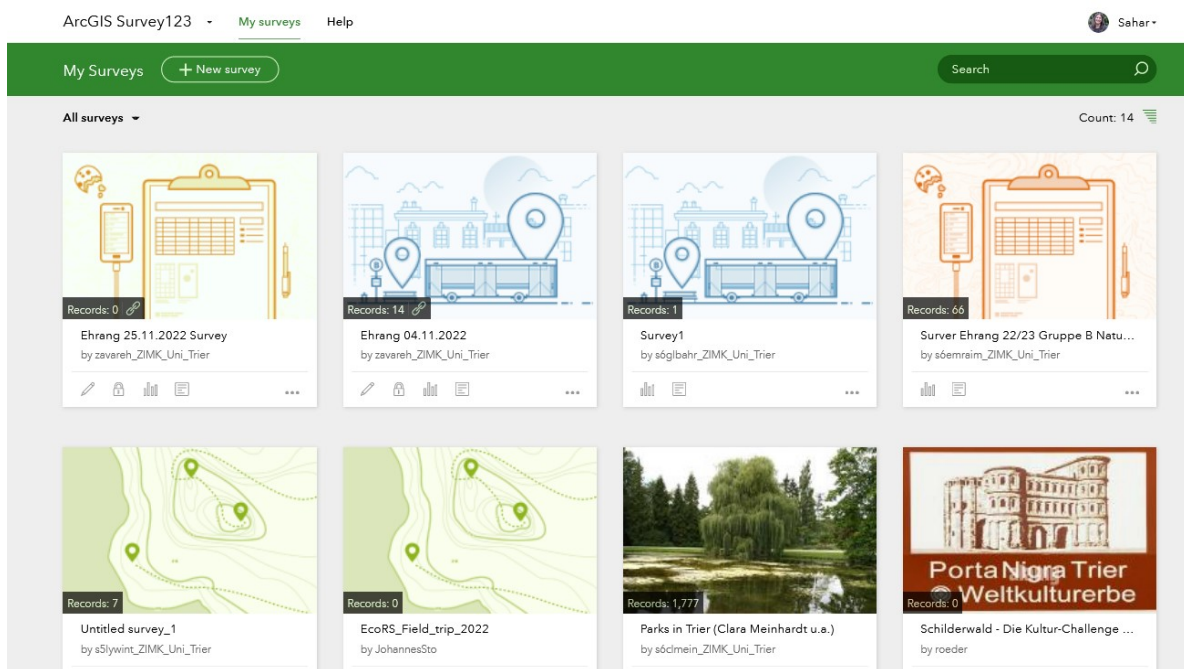 ArcGIS Survey123 My surveys Help Sahar
My Surveys + New survey Search
All surveys Count: 14
Records: 0 Records: 14 Records: 1 Records: 66
Ehrang 25.11.2022 Survey Ehrang 04.11.2022 Survey1 Surver Ehrang 22/23 Gruppe B Natu...
by zavareh_ZIMK_Uni_Trier by zavareh_ZIMK_Uni_Trier by s6glbahr_ZIMK_Uni_Trier by s6emraim_ZIMK_Uni_Trier
Porta Nigra Trier
Weltkulturerbe
Records: 7 Records: 0 Records: 1,777 Records: 0
Untitled survey_1 EcoRS_Field_trip_2022 Parks in Trier (Clara Meinhardt u.a.) Schilderwald - Die Kultur-Challenge ...
by s5lywint_ZIMK_Uni_Trier by JohannesSto by s6clmein_ZIMK_Uni_Trier by roeder